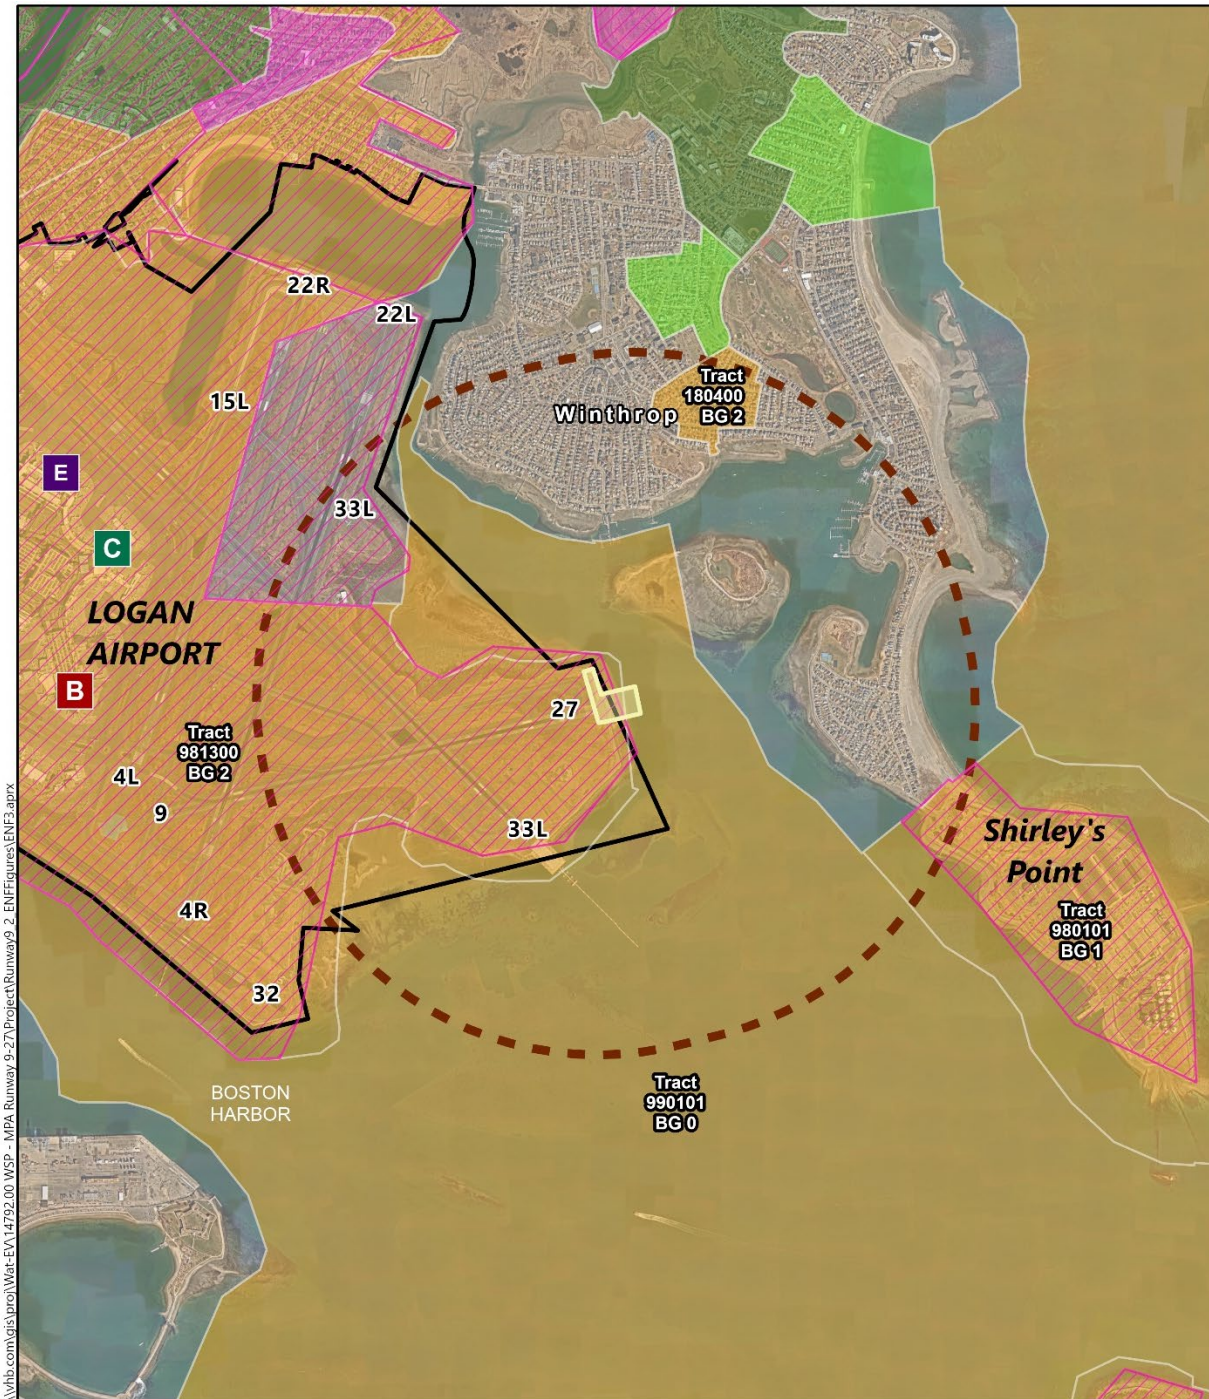 22R
22L
15L
Tract
180400
BG 2
Winthrop
E
33L
C
LOGAN
AIRPORT
B
27
Tract
981300
BG 2
4L
9
33L
Shirley's
Point
4R
Tract
980101
BG 1
32
BOSTON
HARBOR
Tract
990101
BG 0
\\vhb.com\gis\proj\Wat-EV\14792.00 WSP - MPA Runway 9-27\Project\Runway9_2_ENFFigures\ENF3.aprx